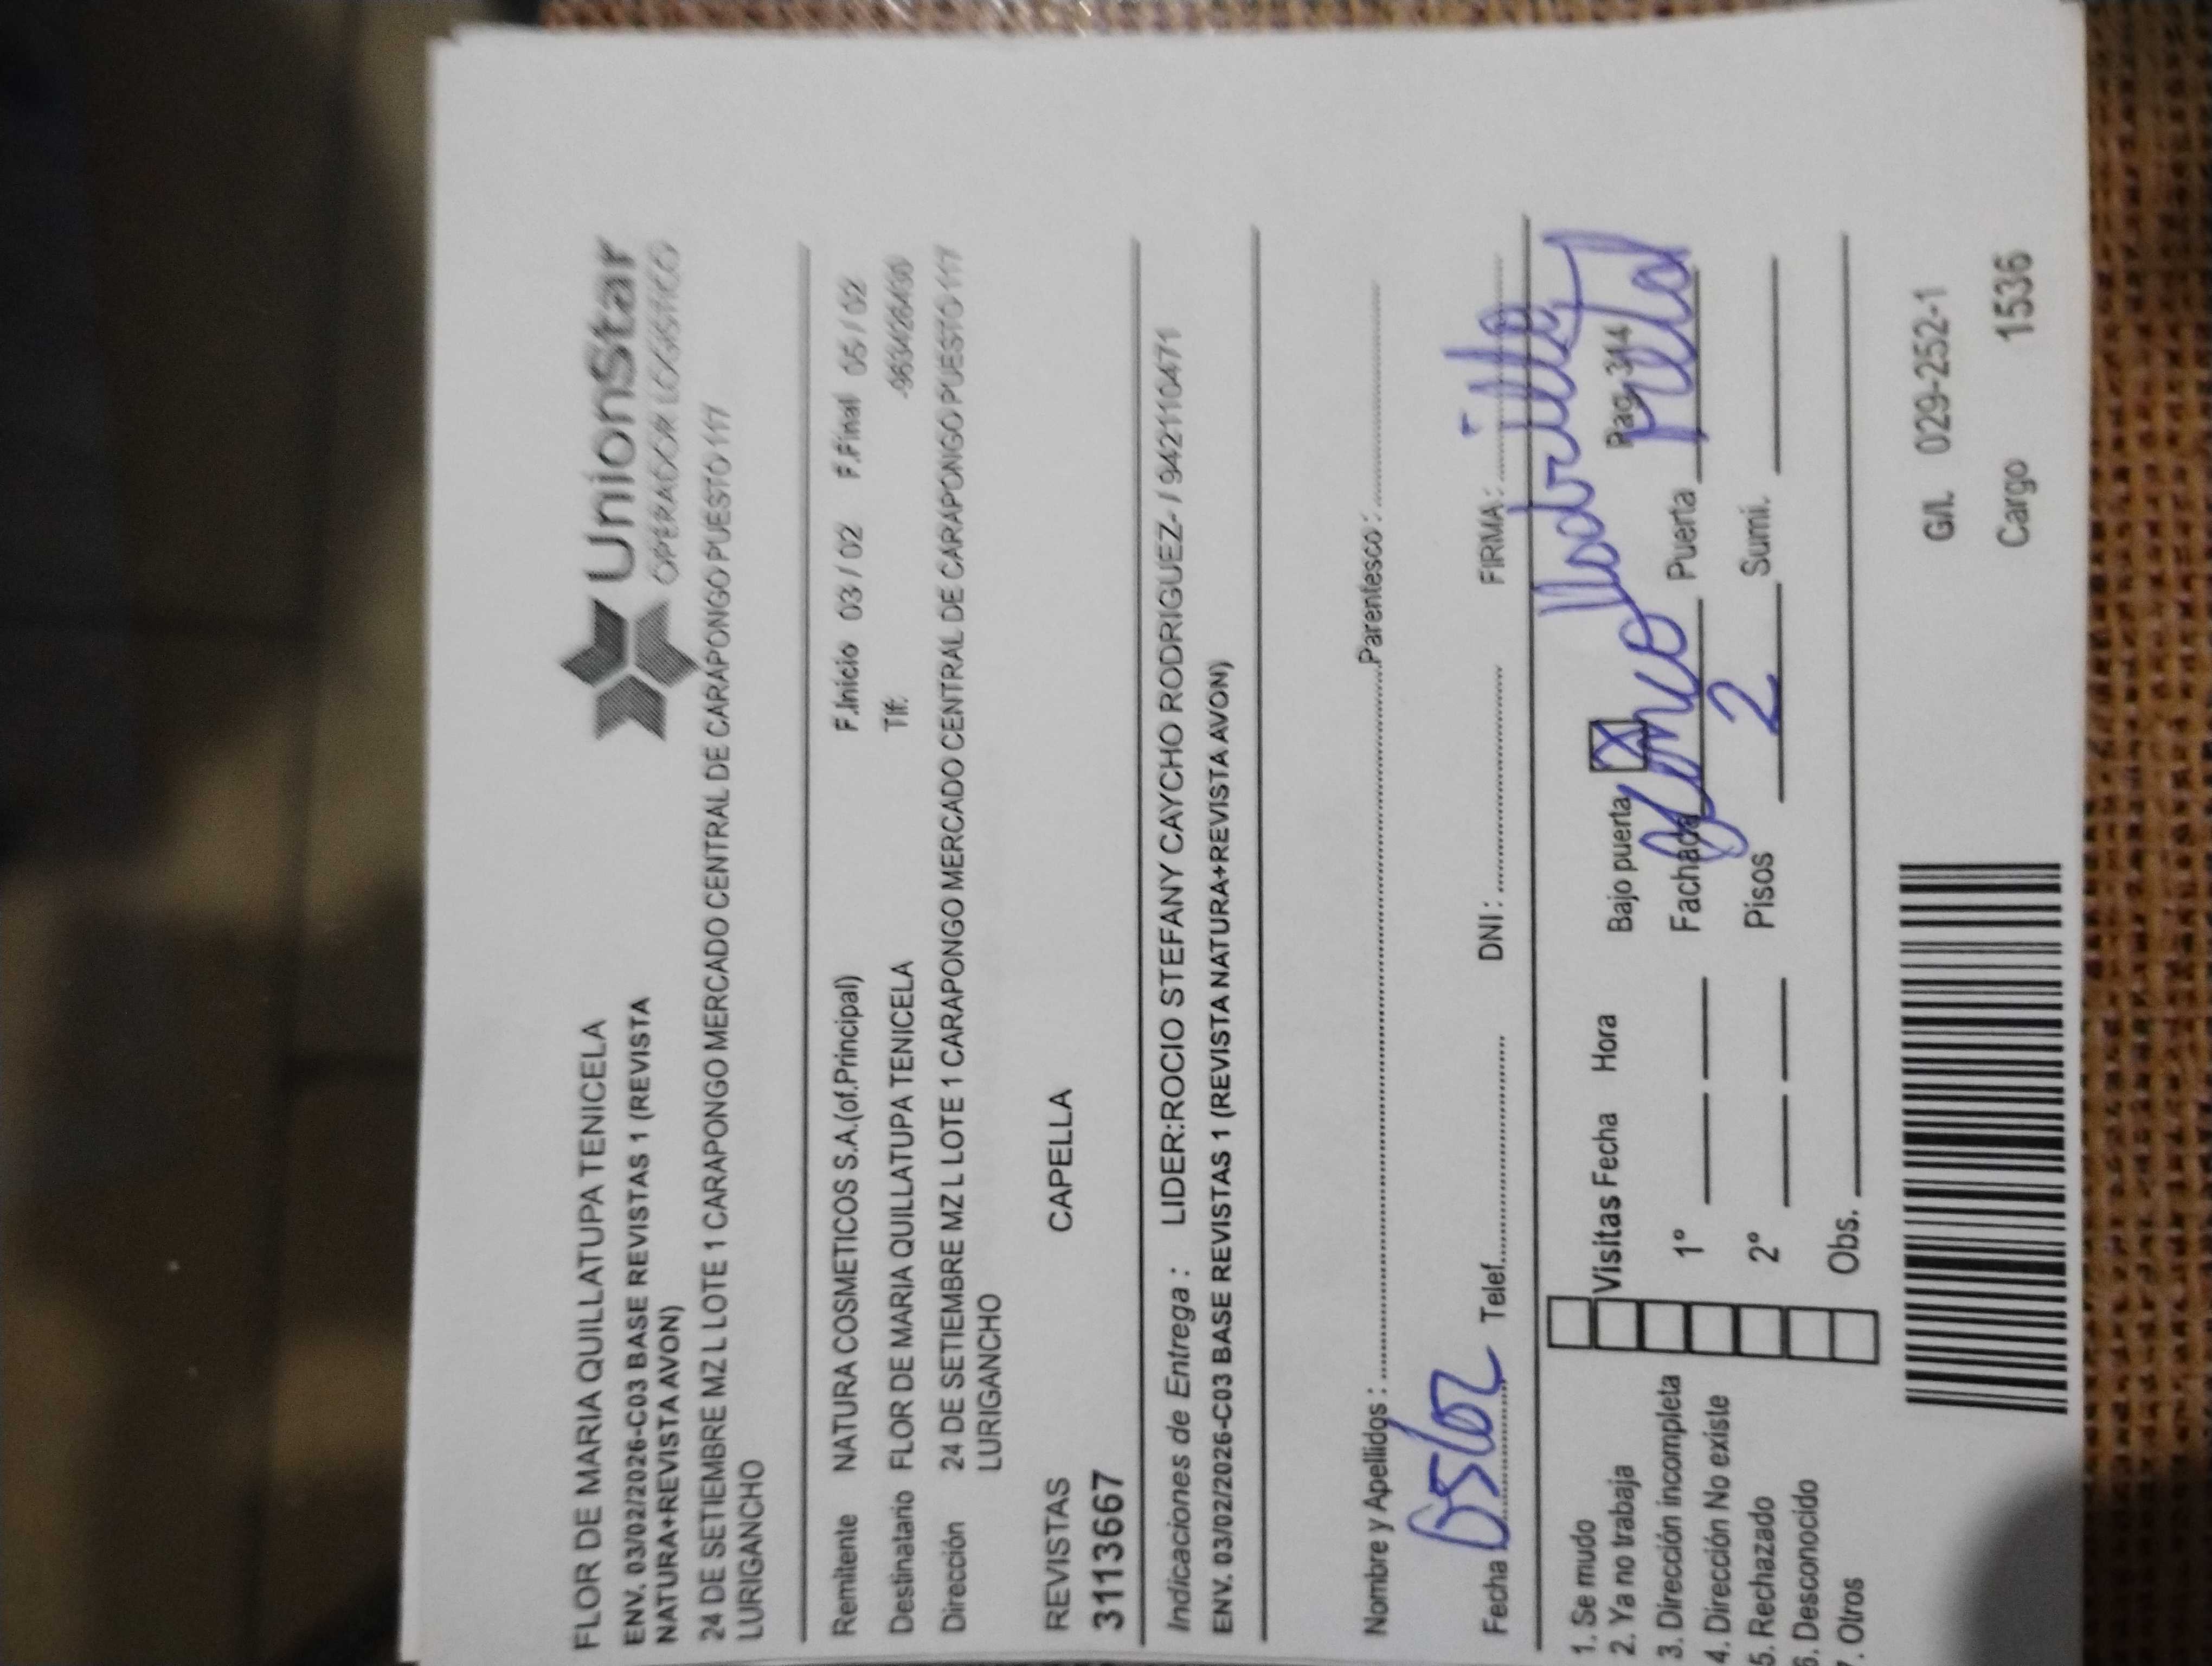 UnionStar
OPERADOR LOGISTICO
FLOR DE MARIA QUILLATUPA TENICELA
ENV. 03/02/2026-C03 BASE REVISTAS 1 (REVISTA
NATURA+REVISTA AVON)
24 DE SETIEMBRE MZ L LOTE 1 CARAPONGO MERCADO CENTRAL DE CARAPONGO PUESTO 117
LURIGANCHO
Remitente NATURA COSMETICOS S.A.(of.Principal) F.Inicio 03 / 02 F.Final 05 / 02
Destinatario FLOR DE MARIA QUILLATUPA TENICELA Tlf:
Dirección 24 DE SETIEMBRE MZ L LOTE 1 CARAPONGO MERCADO CENTRAL DE CARAPONGO PUESTO 117
LURIGANCHO
REVISTAS CAPELLA
3113667
Indicaciones de Entrega : LIDER:ROCIO STEFANY CAYCHO RODRIGUEZ- / 942110471
ENV. 03/02/2026-C03 BASE REVISTAS 1 (REVISTA NATURA+REVISTA AVON)
Nombre y Apellidos : Parentesco :
Fecha 05/02 Telef. DNI : FIRMA :
1. Se mudo
2. Ya no trabaja
3. Dirección incompleta
4. Dirección No existe
5. Rechazado
6. Desconocido
7. Otros
Visitas Fecha Hora
1°
2°
Obs.
Bajo puerta X Pag. 314
Fachada Puerta
Pisos 2 Sumi.
G/L 029-252-1
Cargo 1536